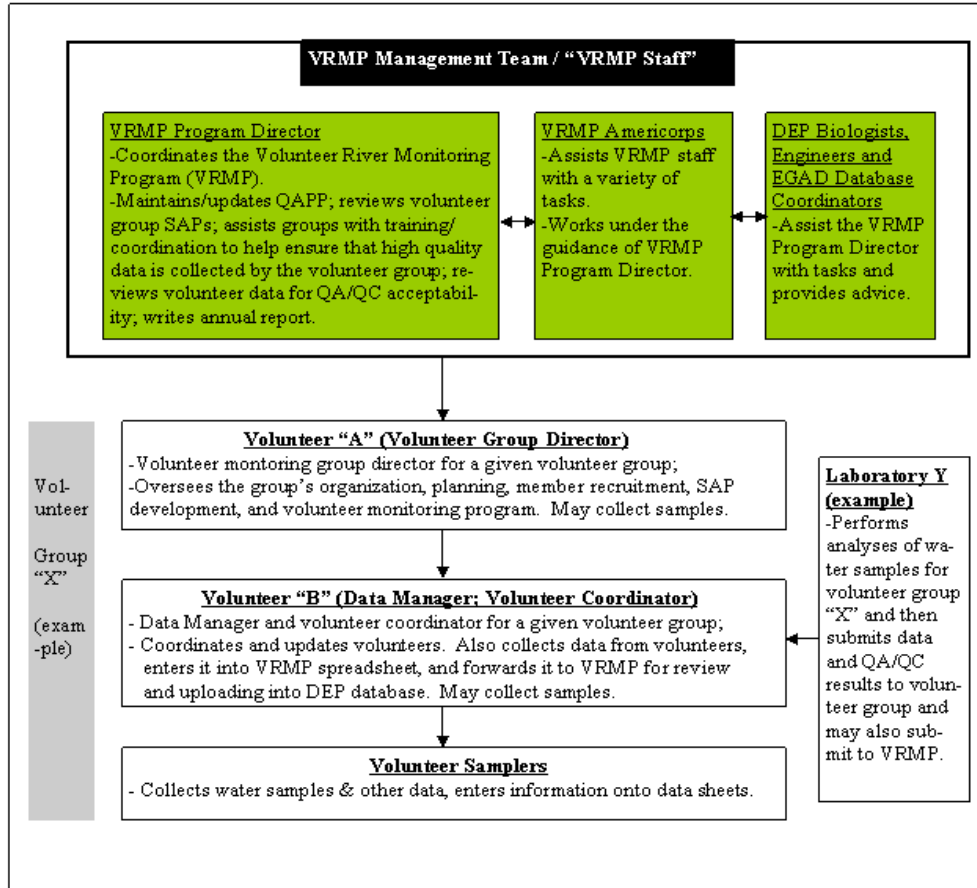 VRMP Management Team / “VRMP Staff”
VRMP Program Director
-Coordinates the Volunteer River Monitoring
Program (VRMP).
-Maintains/updates QAPP; reviews volunteer
group SAPs; assists groups with training/
coordination to help ensure that high quality
data is collected by the volunteer group; re-
views volunteer data for QA/QC acceptabil-
ity; writes annual report.
VRMP Americorps
-Assists VRMP staff
with a variety of
tasks.
-Works under the
guidance of VRMP
Program Director.
DEP Biologists,
Engineers and
EGAD Database
Coordinators
-Assist the VRMP
Program Director
with tasks and
provides advice.
Vol-
unteer
Group
“X”
(exam
-ple)
Volunteer “A” (Volunteer Group Director)
-Volunteer montoring group director for a given volunteer group;
-Oversees the group’s organization, planning, member recruitment, SAP
development, and volunteer monitoring program.  May collect samples.
Volunteer “B” (Data Manager; Volunteer Coordinator)
- Data Manager and volunteer coordinator for a given volunteer group;
- Coordinates and updates volunteers.  Also collects data from volunteers,
enters it into VRMP spreadsheet, and forwards it to VRMP for review
and uploading into DEP database.  May collect samples.
Volunteer Samplers
- Collects water samples & other data, enters information onto data sheets.
Laboratory Y
(example)
-Performs
analyses of wa-
ter samples for
volunteer group
“X” and then
submits data
and QA/QC
results to volun-
teer group and
may also sub-
mit to VRMP.